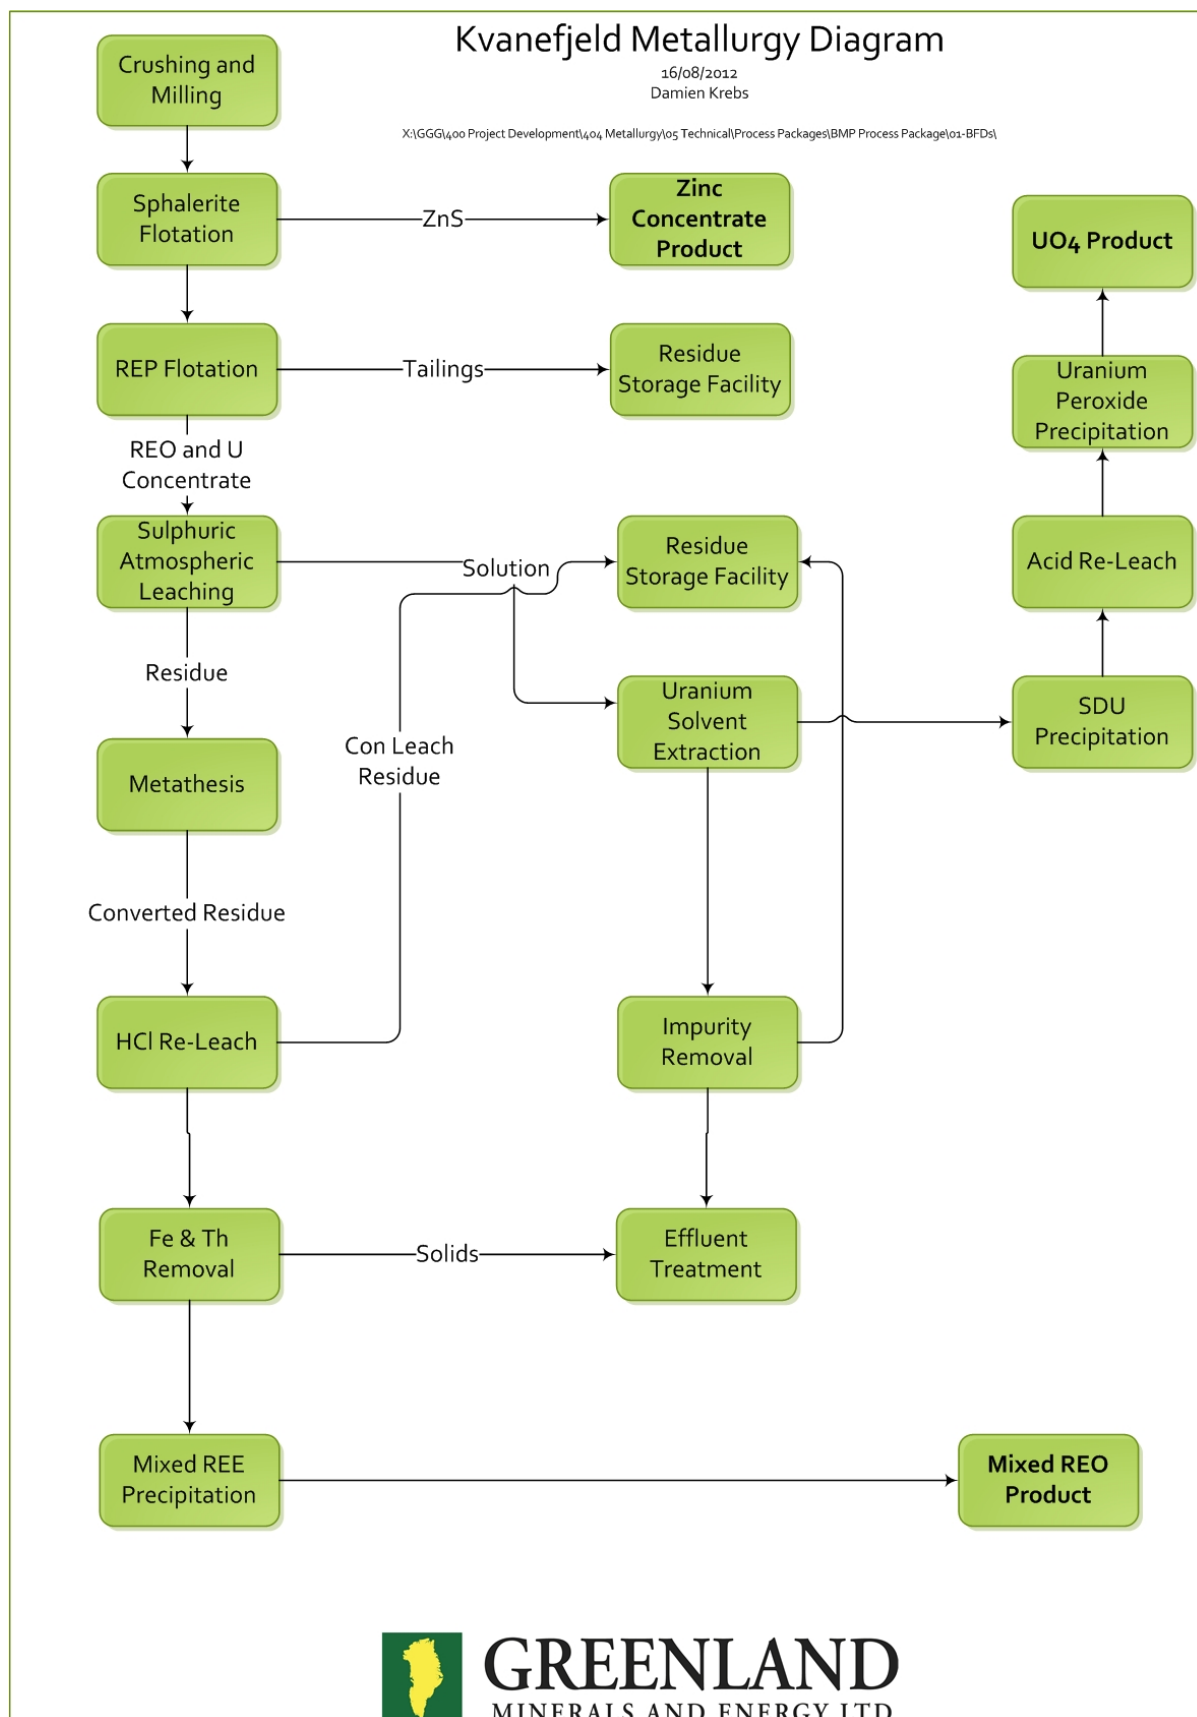 Kvanefjeld Metallurgy Diagram
16/08/2012
Damien Krebs
X:\GGG\400 Project Development\404 Metallurgy\05 Technical\Process Packages\BMP Process Package\01-BFDs\
Crushing and
Milling
Sphalerite
Flotation
ZnS
Zinc
Concentrate
Product
UO4 Product
REP Flotation
Tailings
Residue
Storage Facility
Uranium
Peroxide
Precipitation
REO and U
Concentrate
Sulphuric
Atmospheric
Leaching
Solution
Residue
Storage Facility
Acid Re-Leach
Residue
Uranium
Solvent
Extraction
SDU
Precipitation
Con Leach
Residue
Metathesis
Converted Residue
HCl Re-Leach
Impurity
Removal
Fe & Th
Removal
Solids
Effluent
Treatment
Mixed REE
Precipitation
Mixed REO
Product
GREENLAND
MINERALS AND ENERGY LTD